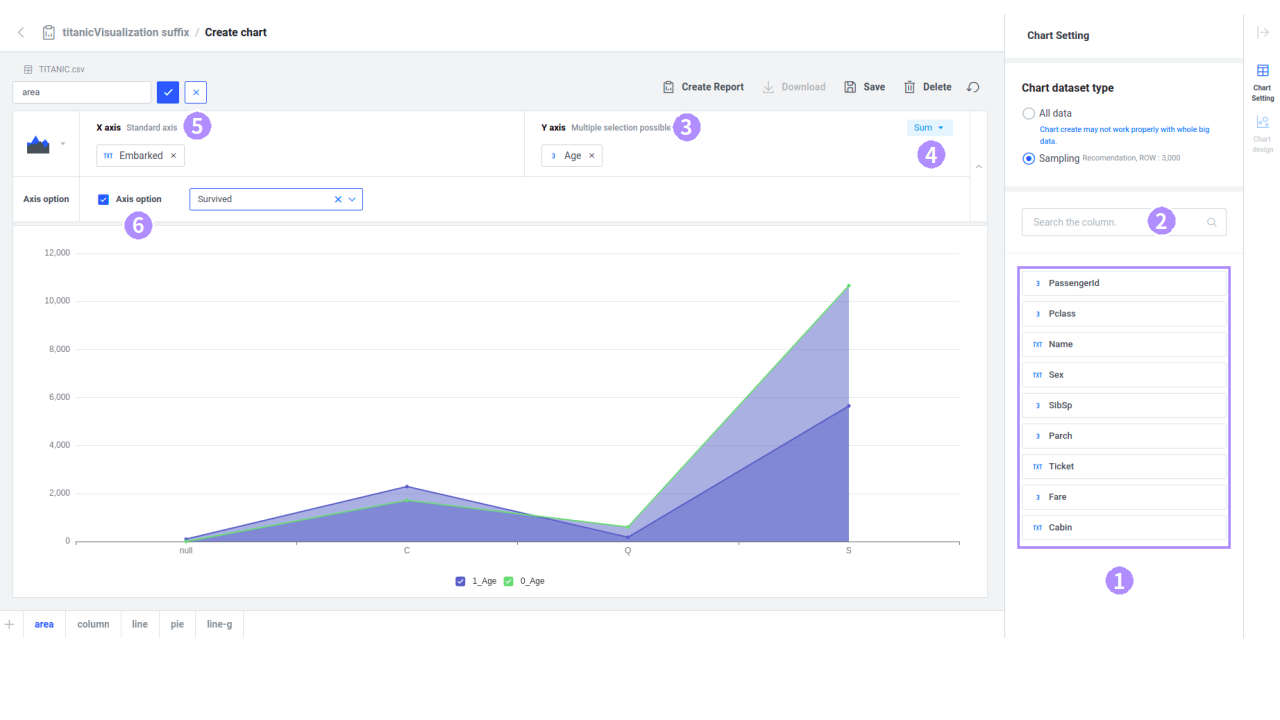 titanicVisualization suffix / Create chart
TITANIC.csv
area
Create Report
Download
Save
Delete
X axis Standard axis
5
TXT Embarked ×
Y axis Multiple selection possible
3
Sum
4
3 Age ×
Axis option
Axis option
Survived
6
12,000
10,000
8,000
6,000
4,000
2,000
0
null
C
Q
S
1_Age
0_Age
+
area
column
line
pie
line-g
Chart Setting
Chart dataset type
All data
Chart create may not work properly with whole big
data.
Sampling Recomendation, ROW : 3,000
Search the column.
2
3 PassengerId
3 Pclass
TXT Name
TXT Sex
3 SibSp
3 Parch
TXT Ticket
3 Fare
TXT Cabin
1
Chart
Setting
Chart
design